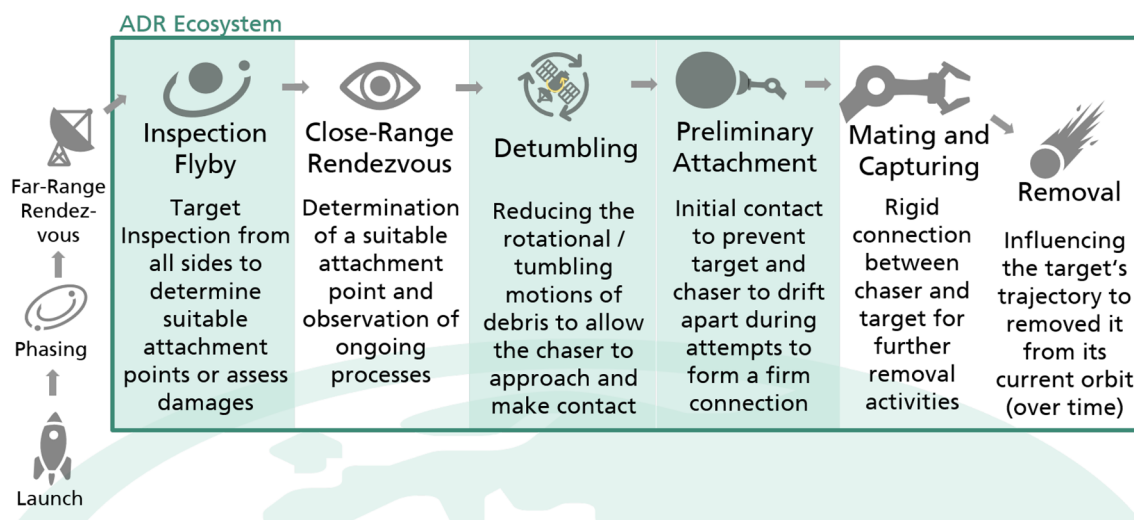 ADR Ecosystem
Launch
Phasing
Far-Range
Rendez-
vous
Inspection
Flyby
Target
Inspection from
all sides to
determine
suitable
attachment
points or assess
damages
Close-Range
Rendezvous
Determination
of a suitable
attachment
point and
observation of
ongoing
processes
Detumbling
Reducing the
rotational /
tumbling
motions of
debris to allow
the chaser to
approach and
make contact
Preliminary
Attachment
Initial contact
to prevent
target and
chaser to drift
apart during
attempts to
form a firm
connection
Mating and
Capturing
Rigid
connection
between
chaser and
target for
further
removal
activities
Removal
Influencing
the target‘s
trajectory to
removed it
from its
current orbit
(over time)